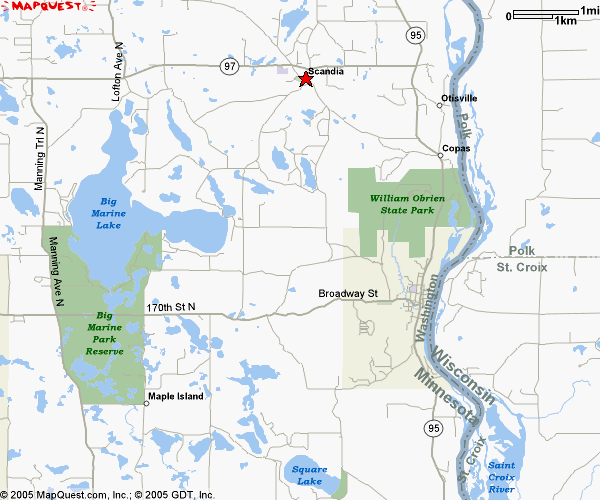 MAPQUEST
1mi
0
1km
95
Lofton Ave N
97
Scandia
Otisville
Polk
Manning Trl N
Copas
Big
Marine
Lake
William Obrien
State Park
Manning Ave N
Polk
St. Croix
Broadway St
170th St N
Washington
Big
Marine
Park
Reserve
Wisconsin
Minnesota
Maple Island
95
St. Croix
Square
Lake
Saint
Croix
River
© 2005 MapQuest.com, Inc.; © 2005 GDT, Inc.